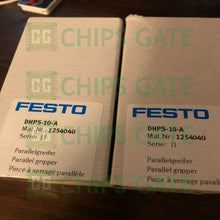 CHIPS GATE
FESTO
DHPS-10-A
Mat.Nr.: 1254040
Serie: J1
Parallelgreifer
Parallel gripper
Pince à serrage parallèle
FESTO
DHPS-10-A
Mat.Nr.: 1254040
Serie: J1
Parallelgreifer
Parallel gripper
Pince à serrage parallèle